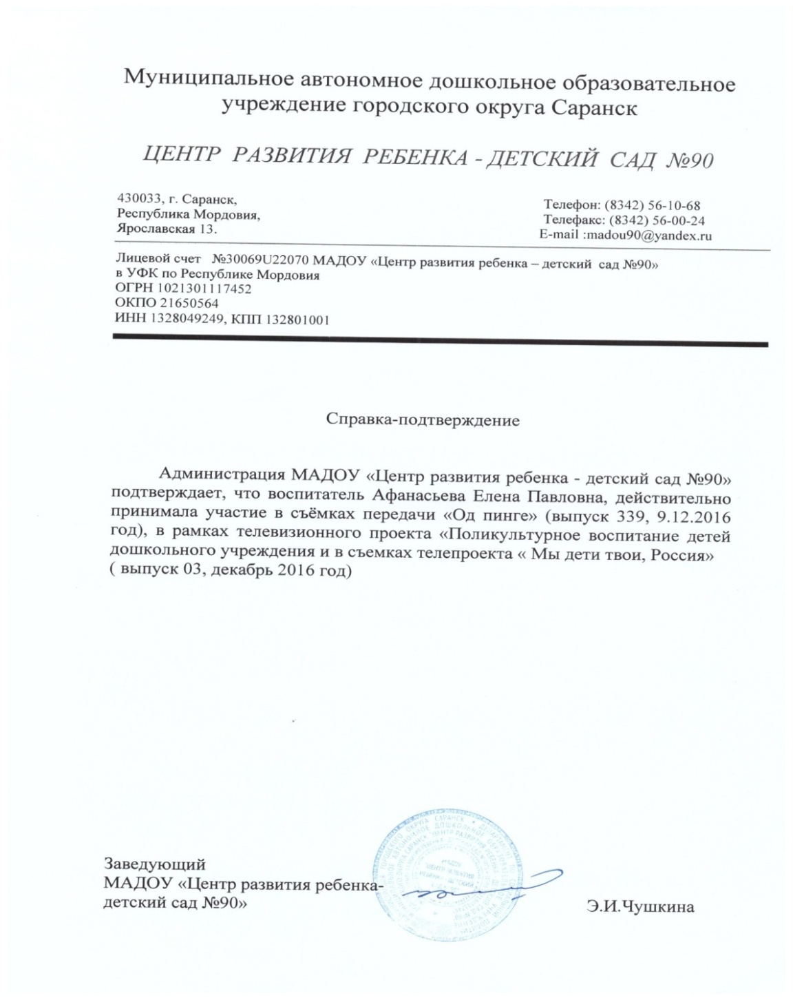 Муниципальное автономное дошкольное образовательное
учреждение городского округа Саранск
ЦЕНТР РАЗВИТИЯ РЕБЕНКА - ДЕТСКИЙ САД №90
430033, г. Саранск,
Республика Мордовия,
Ярославская 13.
Телефон: (8342) 56-10-68
Телефакс: (8342) 56-00-24
E-mail :madou90@yandex.ru
Лицевой счет №30069U22070 МАДОУ «Центр развития ребенка – детский сад №90»
в УФК по Республике Мордовия
ОГРН 1021301117452
ОКПО 21650564
ИНН 1328049249, КПП 132801001
Справка-подтверждение
Администрация МАДОУ «Центр развития ребенка - детский сад №90»
подтверждает, что воспитатель Афанасьева Елена Павловна, действительно
принимала участие в съёмках передачи «Од пинге» (выпуск 339, 9.12.2016
год), в рамках телевизионного проекта «Поликультурное воспитание детей
дошкольного учреждения и в съемках телепроекта « Мы дети твои, Россия»
( выпуск 03, декабрь 2016 год)
Заведующий
МАДОУ «Центр развития ребенка-
детский сад №90»
Э.И.Чушкина